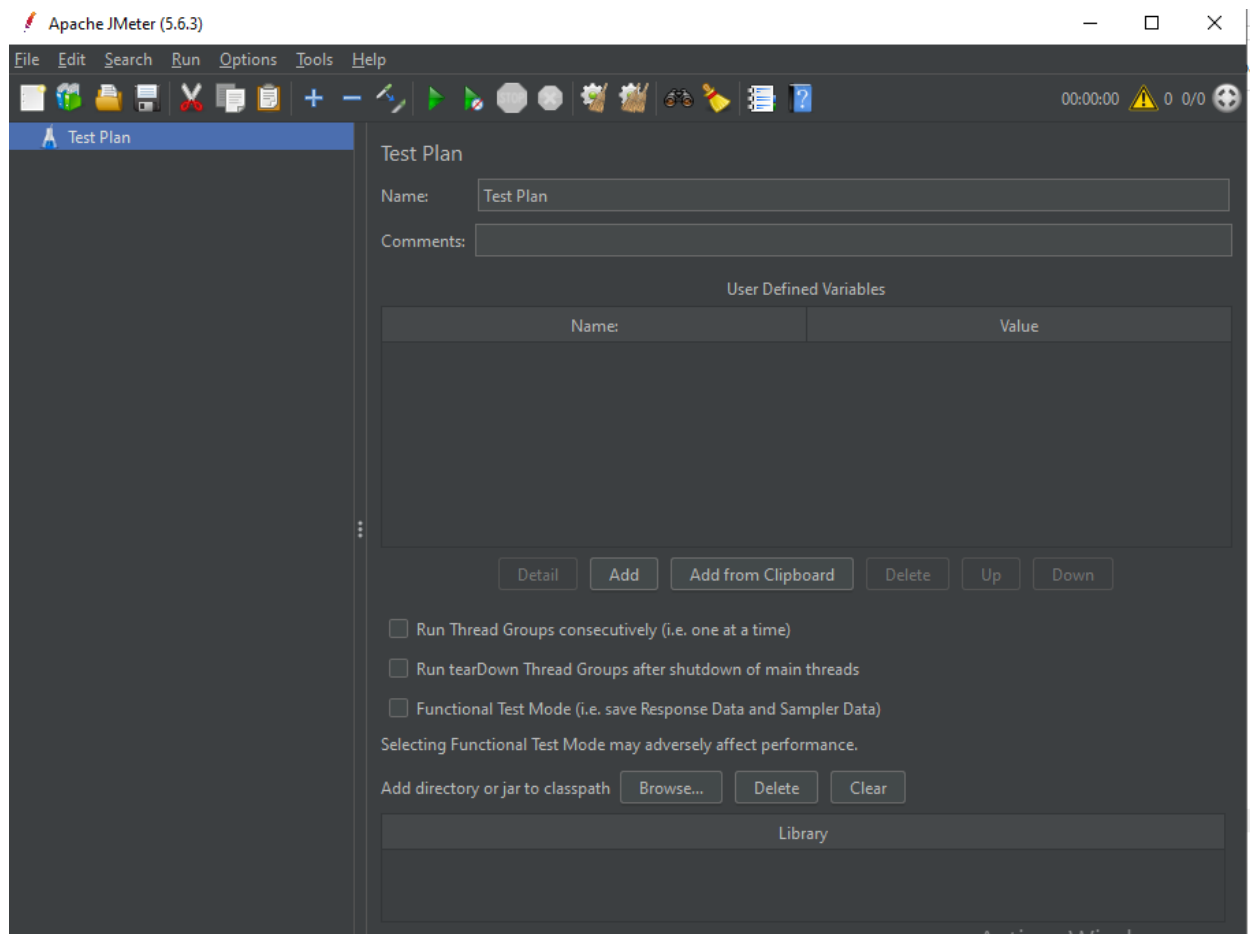 Apache JMeter (5.6.3)
File Edit Search Run Options Tools Help
STOP
00:00:00 0 0/0
Test Plan
Test Plan
Name: Test Plan
Comments:
User Defined Variables
Name: Value
Detail Add Add from Clipboard Delete Up Down
Run Thread Groups consecutively (i.e. one at a time)
Run tearDown Thread Groups after shutdown of main threads
Functional Test Mode (i.e. save Response Data and Sampler Data)
Selecting Functional Test Mode may adversely affect performance.
Add directory or jar to classpath Browse... Delete Clear
Library